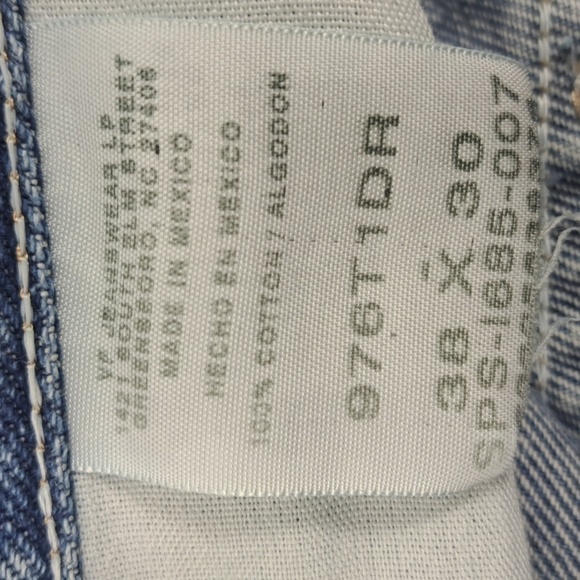 VF JEANSWEAR LP
1421 SOUTH ELM STREET
GREENSBORO, NC 27406
MADE IN MEXICO
HECHO EN MEXICO
100% COTTON / ALGODON
976T1DR
38 X 30
SPS-1685-007